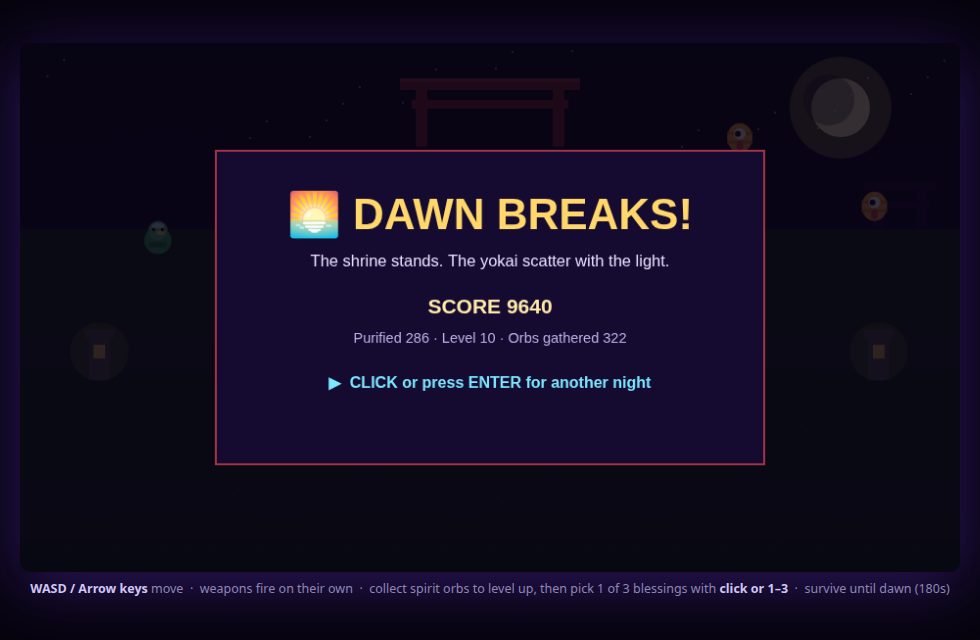 🌅 DAWN BREAKS!
The shrine stands. The yokai scatter with the light.
SCORE 9640
Purified 286 · Level 10 · Orbs gathered 322
▶ CLICK or press ENTER for another night
WASD / Arrow keys move · weapons fire on their own · collect spirit orbs to level up, then pick 1 of 3 blessings with click or 1–3 · survive until dawn (180s)